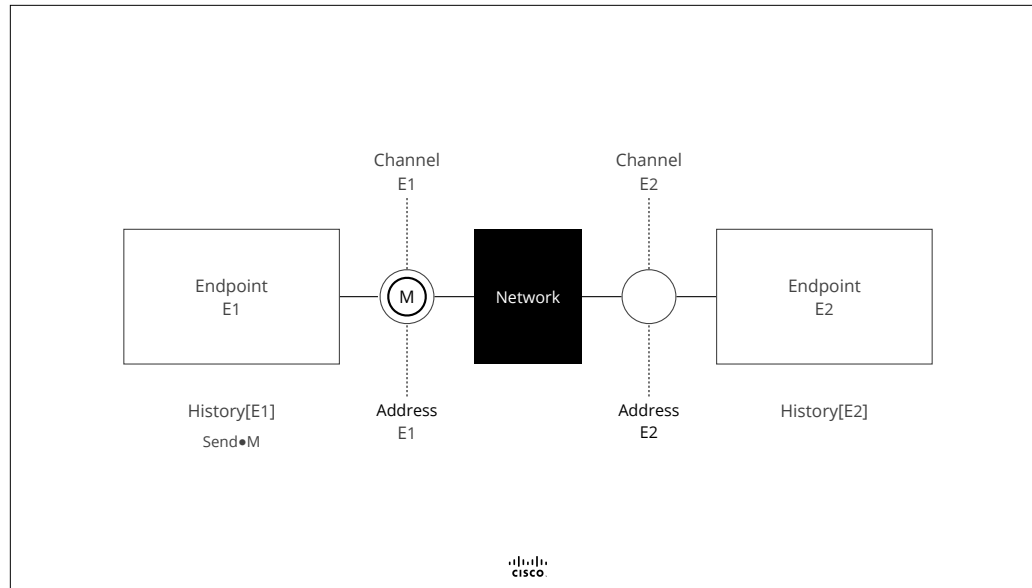 Channel
E1
Channel
E2
Endpoint
E1
M
Network
Endpoint
E2
History[E1]
Send●M
Address
E1
Address
E2
History[E2]
CISCO